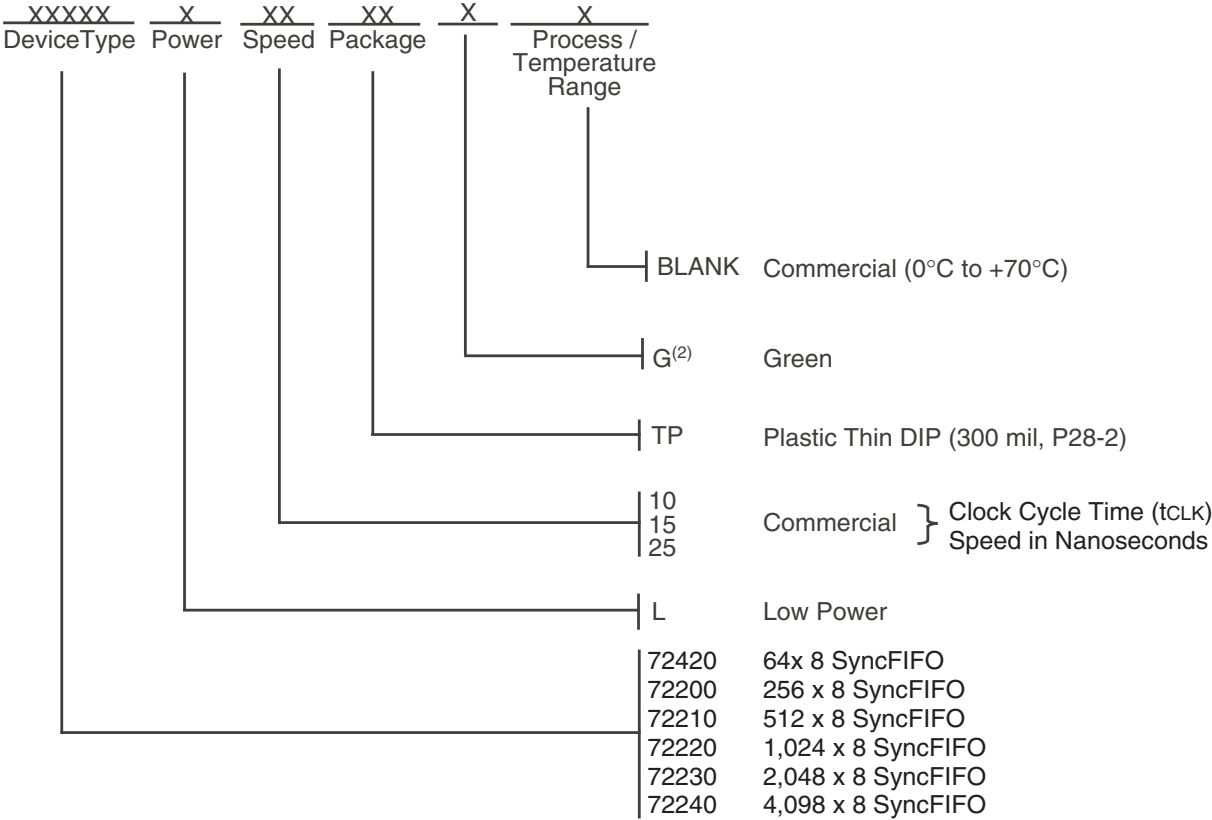 XXXXX X XX XX X X
DeviceType Power Speed Package Process /
Temperature
Range
BLANK Commercial (0°C to +70°C)
G(2) Green
TP Plastic Thin DIP (300 mil, P28-2)
10
15
25
Commercial } Clock Cycle Time (tCLK)
Speed in Nanoseconds
L Low Power
72420 64x 8 SyncFIFO
72200 256 x 8 SyncFIFO
72210 512 x 8 SyncFIFO
72220 1,024 x 8 SyncFIFO
72230 2,048 x 8 SyncFIFO
72240 4,098 x 8 SyncFIFO